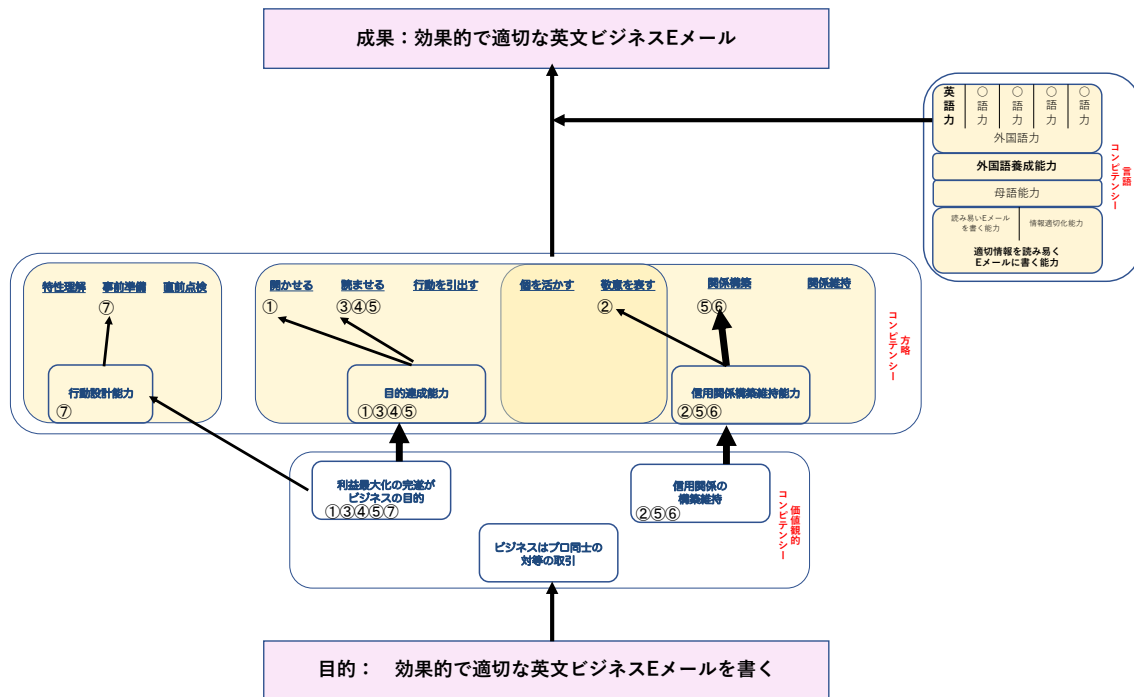 成果：効果的で適切な英文ビジネスEメール
英語力
○語力
○語力
○語力
○語力
外国語力
外国語養成能力
母語能力
読み易いEメール
を書く能力
情報適切化能力
適切情報を読み易く
Eメールに書く能力
言語
コンピテンシー
特性理解 事前準備 直前点検
⑦
開かせる 読ませる 行動を引出す
① ③④⑤
個を活かす 敬意を表す
②
関係構築 関係維持
⑤⑥
行動設計能力
⑦
目的達成能力
①③④⑤
信用関係構築維持能力
②⑤⑥
方略
コンピテンシー
利益最大化の完遂が
ビジネスの目的
①③④⑤⑦
信用関係の
構築維持
②⑤⑥
ビジネスはプロ同士の
対等の取引
価値観的
コンピテンシー
目的：　効果的で適切な英文ビジネスEメールを書く